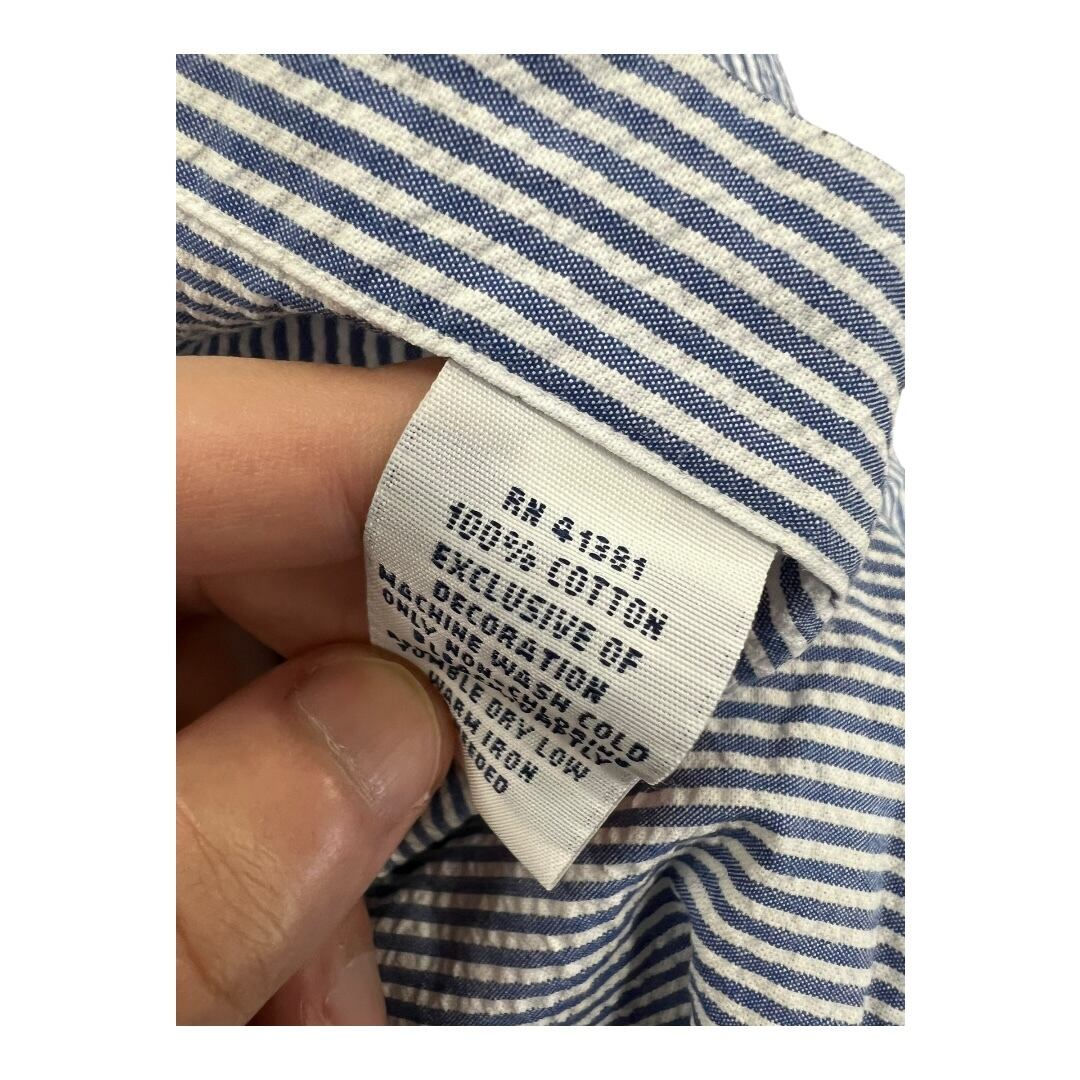 RN 41381
100% COTTON
EXCLUSIVE OF
DECORATION
MACHINE WASH COLD
ONLY NON-CHLORINE
TUMBLE DRY LOW
WARM IRON